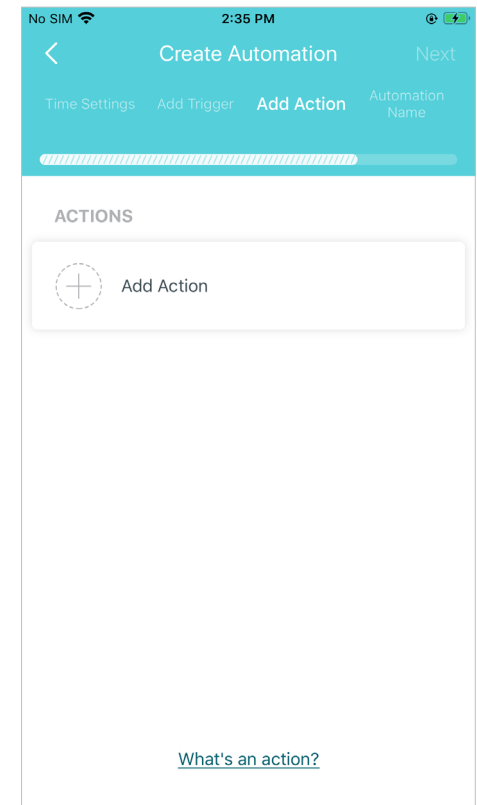 No SIM 2:35 PM
Create Automation Next
Time Settings Add Trigger Add Action Automation
Name
ACTIONS
Add Action
What's an action?